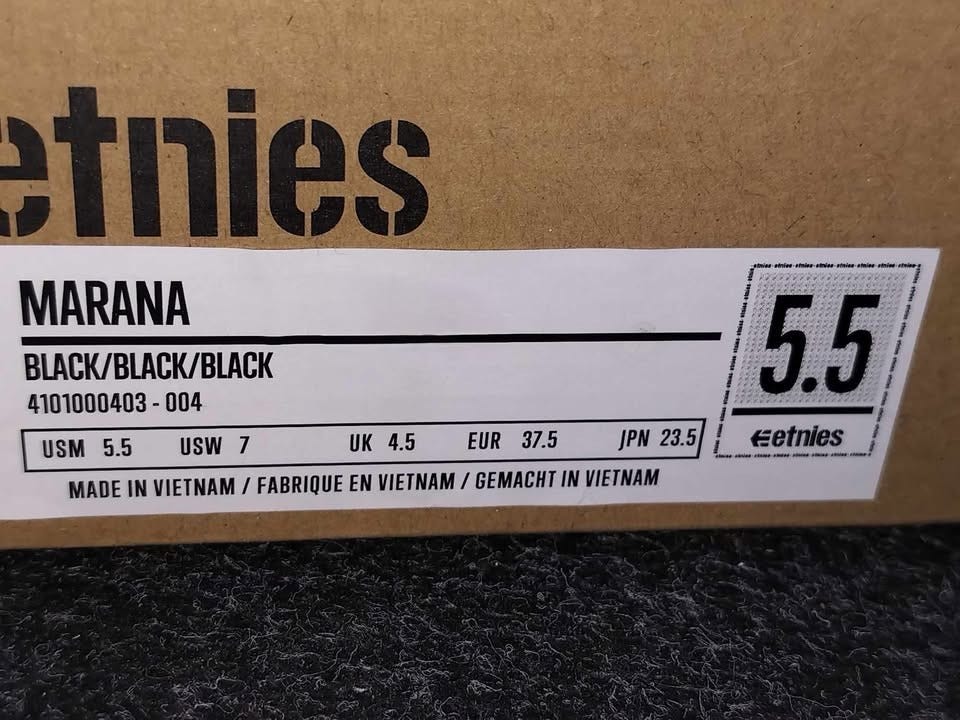 etnies
MARANA
BLACK/BLACK/BLACK
4101000403 - 004
USM 5.5 USW 7 UK 4.5 EUR 37.5 JPN 23.5
MADE IN VIETNAM / FABRIQUE EN VIETNAM / GEMACHT IN VIETNAM
5.5
etnies